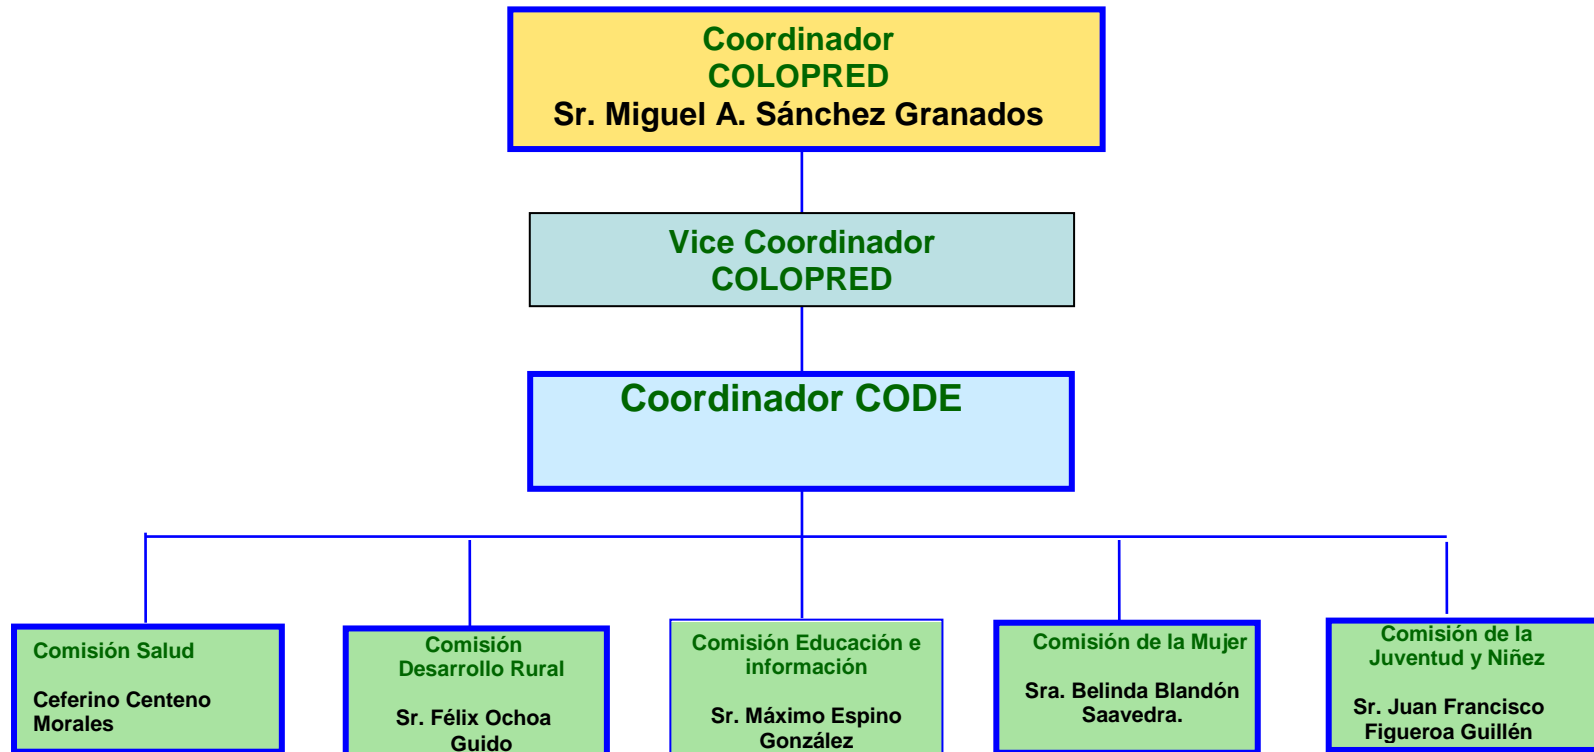 Coordinador
COLOPRED
Sr. Miguel A. Sánchez Granados
Vice Coordinador
COLOPRED
Coordinador CODE
Comisión Salud
Ceferino Centeno
Morales
Comisión
Desarrollo Rural
Sr. Félix Ochoa
Guido
Comisión Educación e
información
Sr. Máximo Espino
González
Comisión de la Mujer
Sra. Belinda Blandón
Saavedra.
Comisión de la
Juventud y Niñez
Sr. Juan Francisco
Figueroa Guillén